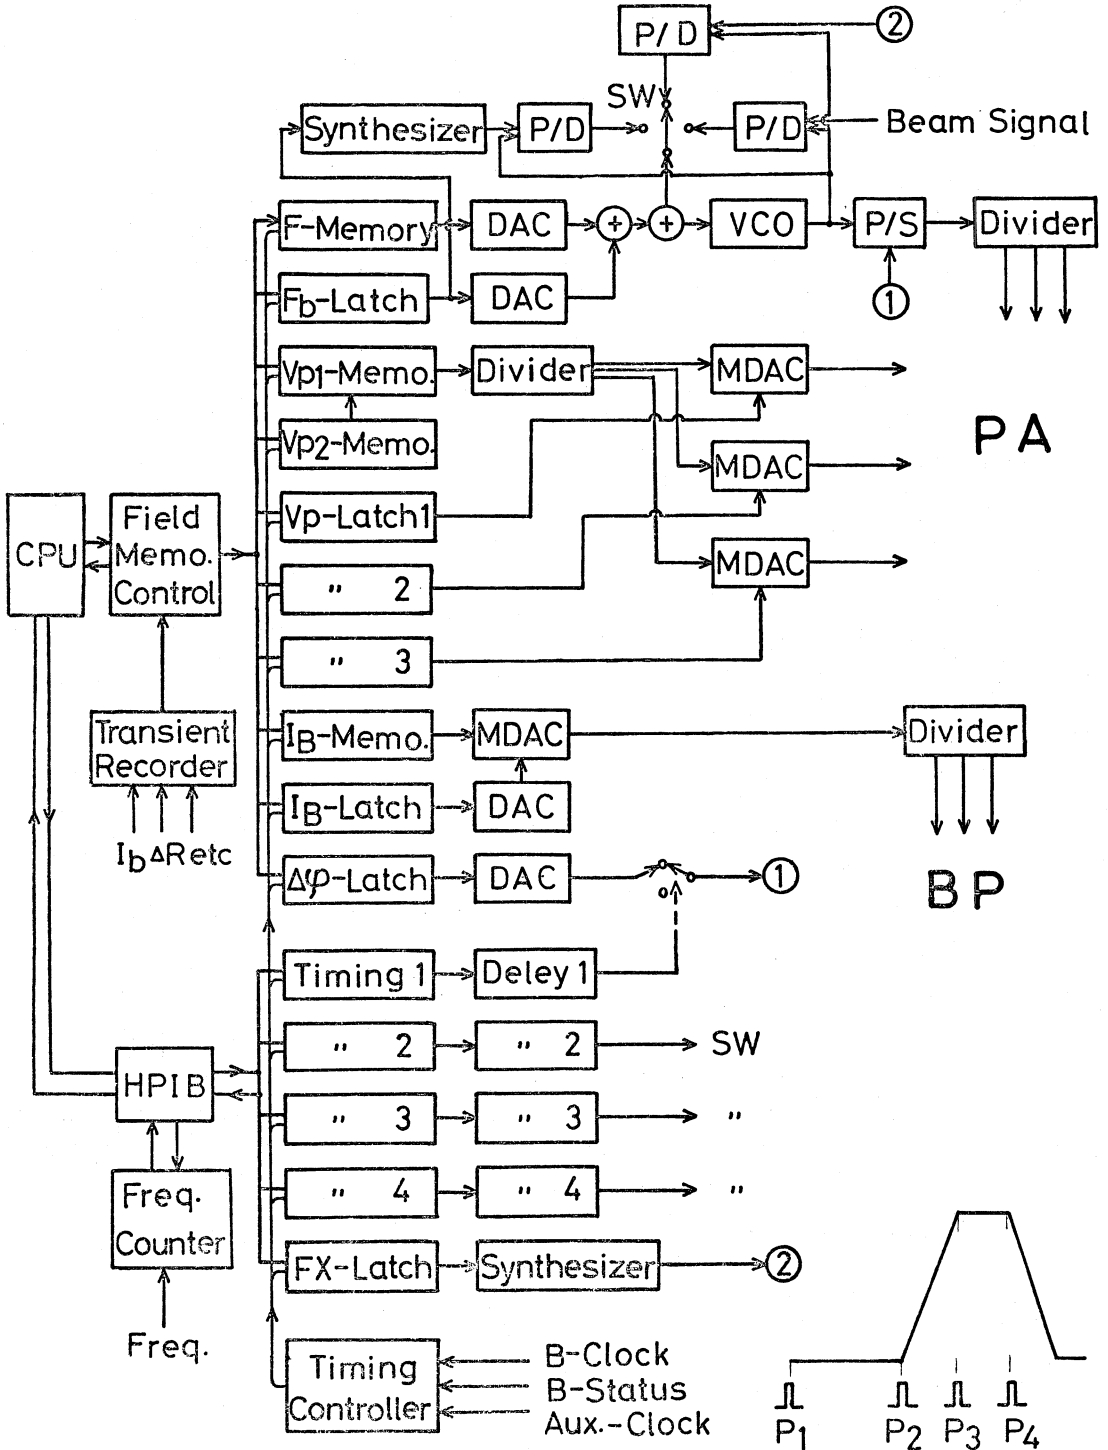 P/D
②
SW
Synthesizer
P/D
P/D
Beam Signal
F-Memory
DAC
+
+
VCO
P/S
Divider
Fb-Latch
DAC
①
Vp1-Memo.
Divider
MDAC
Vp2-Memo.
PA
MDAC
Vp-Latch1
CPU
Field
Memo.
Control
MDAC
" 2
" 3
Transient
Recorder
IB-Memo.
MDAC
Divider
IB-Latch
DAC
Ib ΔR etc
Δφ-Latch
DAC
①
BP
Timing 1
Deley 1
" 2
" 2
SW
HPIB
" 3
" 3
"
" 4
" 4
"
Freq.
Counter
FX-Latch
Synthesizer
②
Freq.
Timing
Controller
B-Clock
B-Status
Aux.-Clock
P1
P2
P3
P4